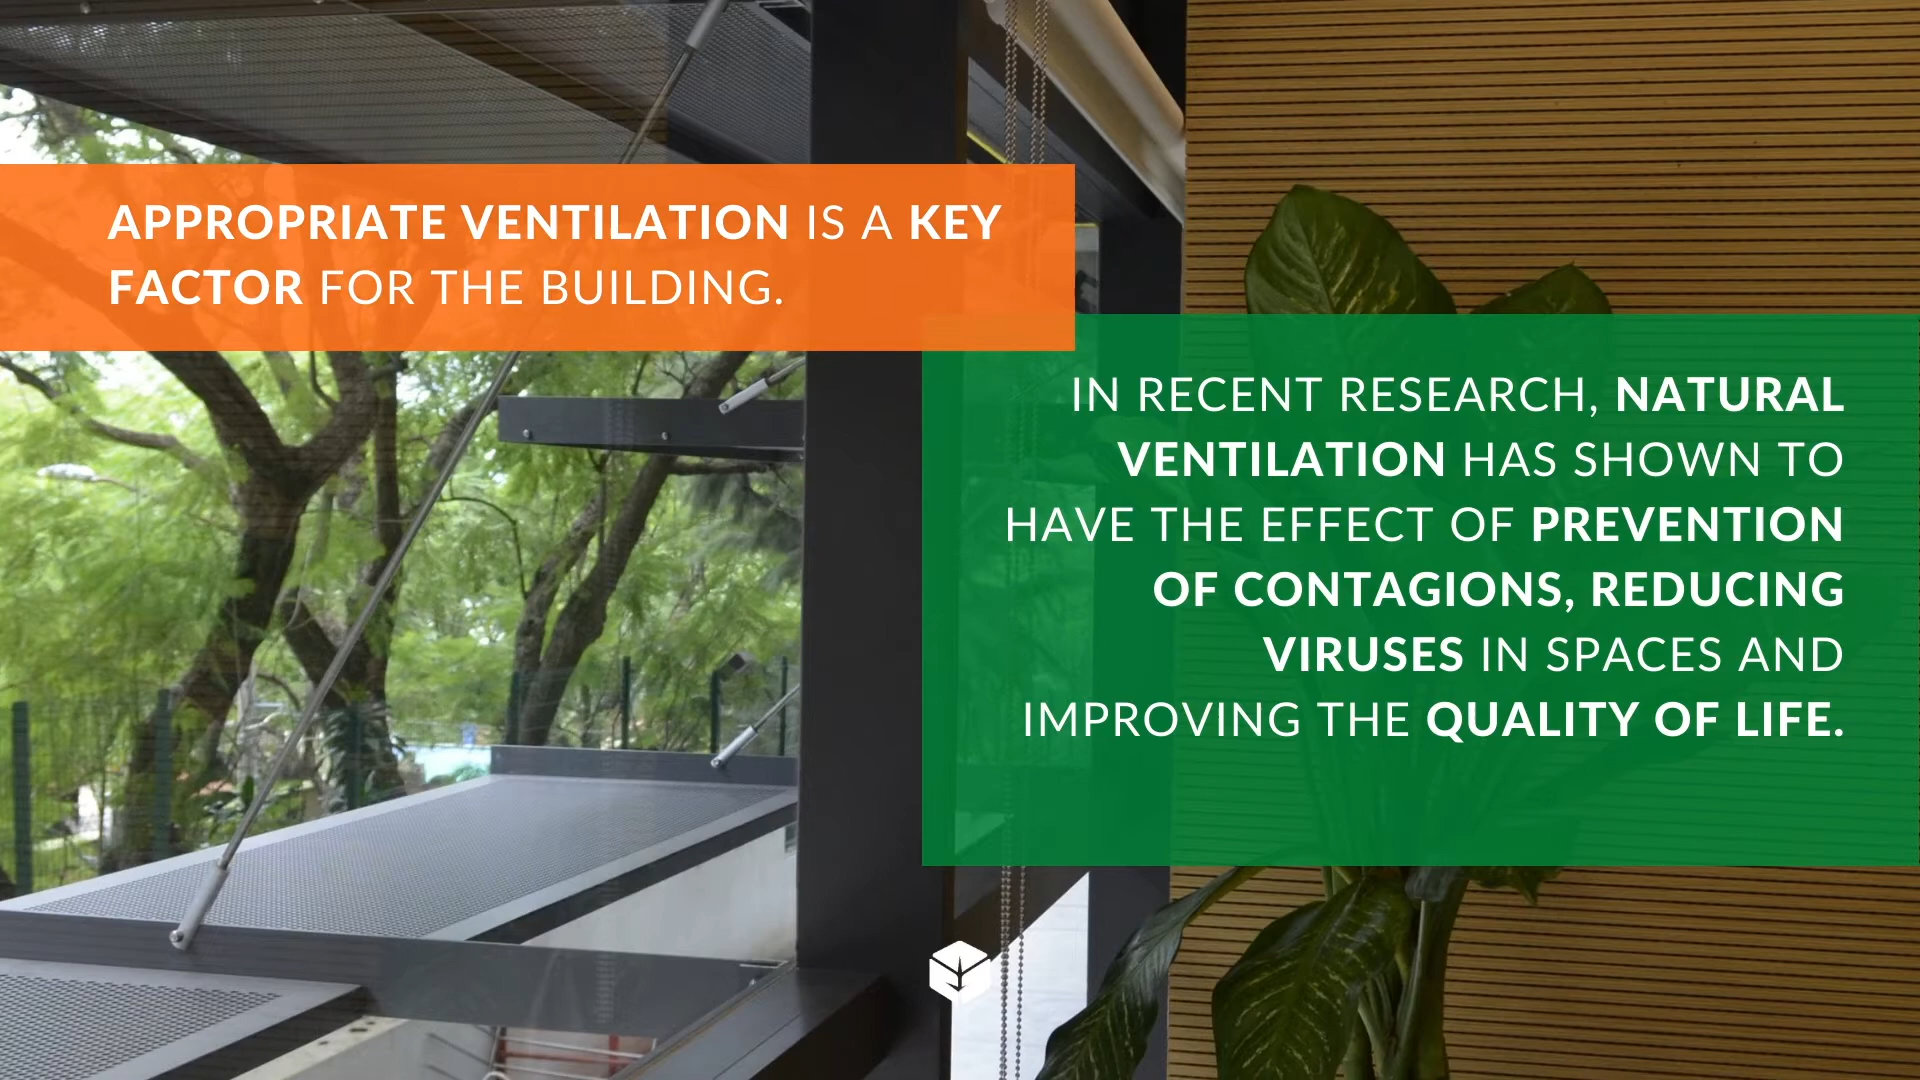 APPROPRIATE VENTILATION IS A KEY
FACTOR FOR THE BUILDING.
IN RECENT RESEARCH, NATURAL
VENTILATION HAS SHOWN TO
HAVE THE EFFECT OF PREVENTION
OF CONTAGIONS, REDUCING
VIRUSES IN SPACES AND
IMPROVING THE QUALITY OF LIFE.